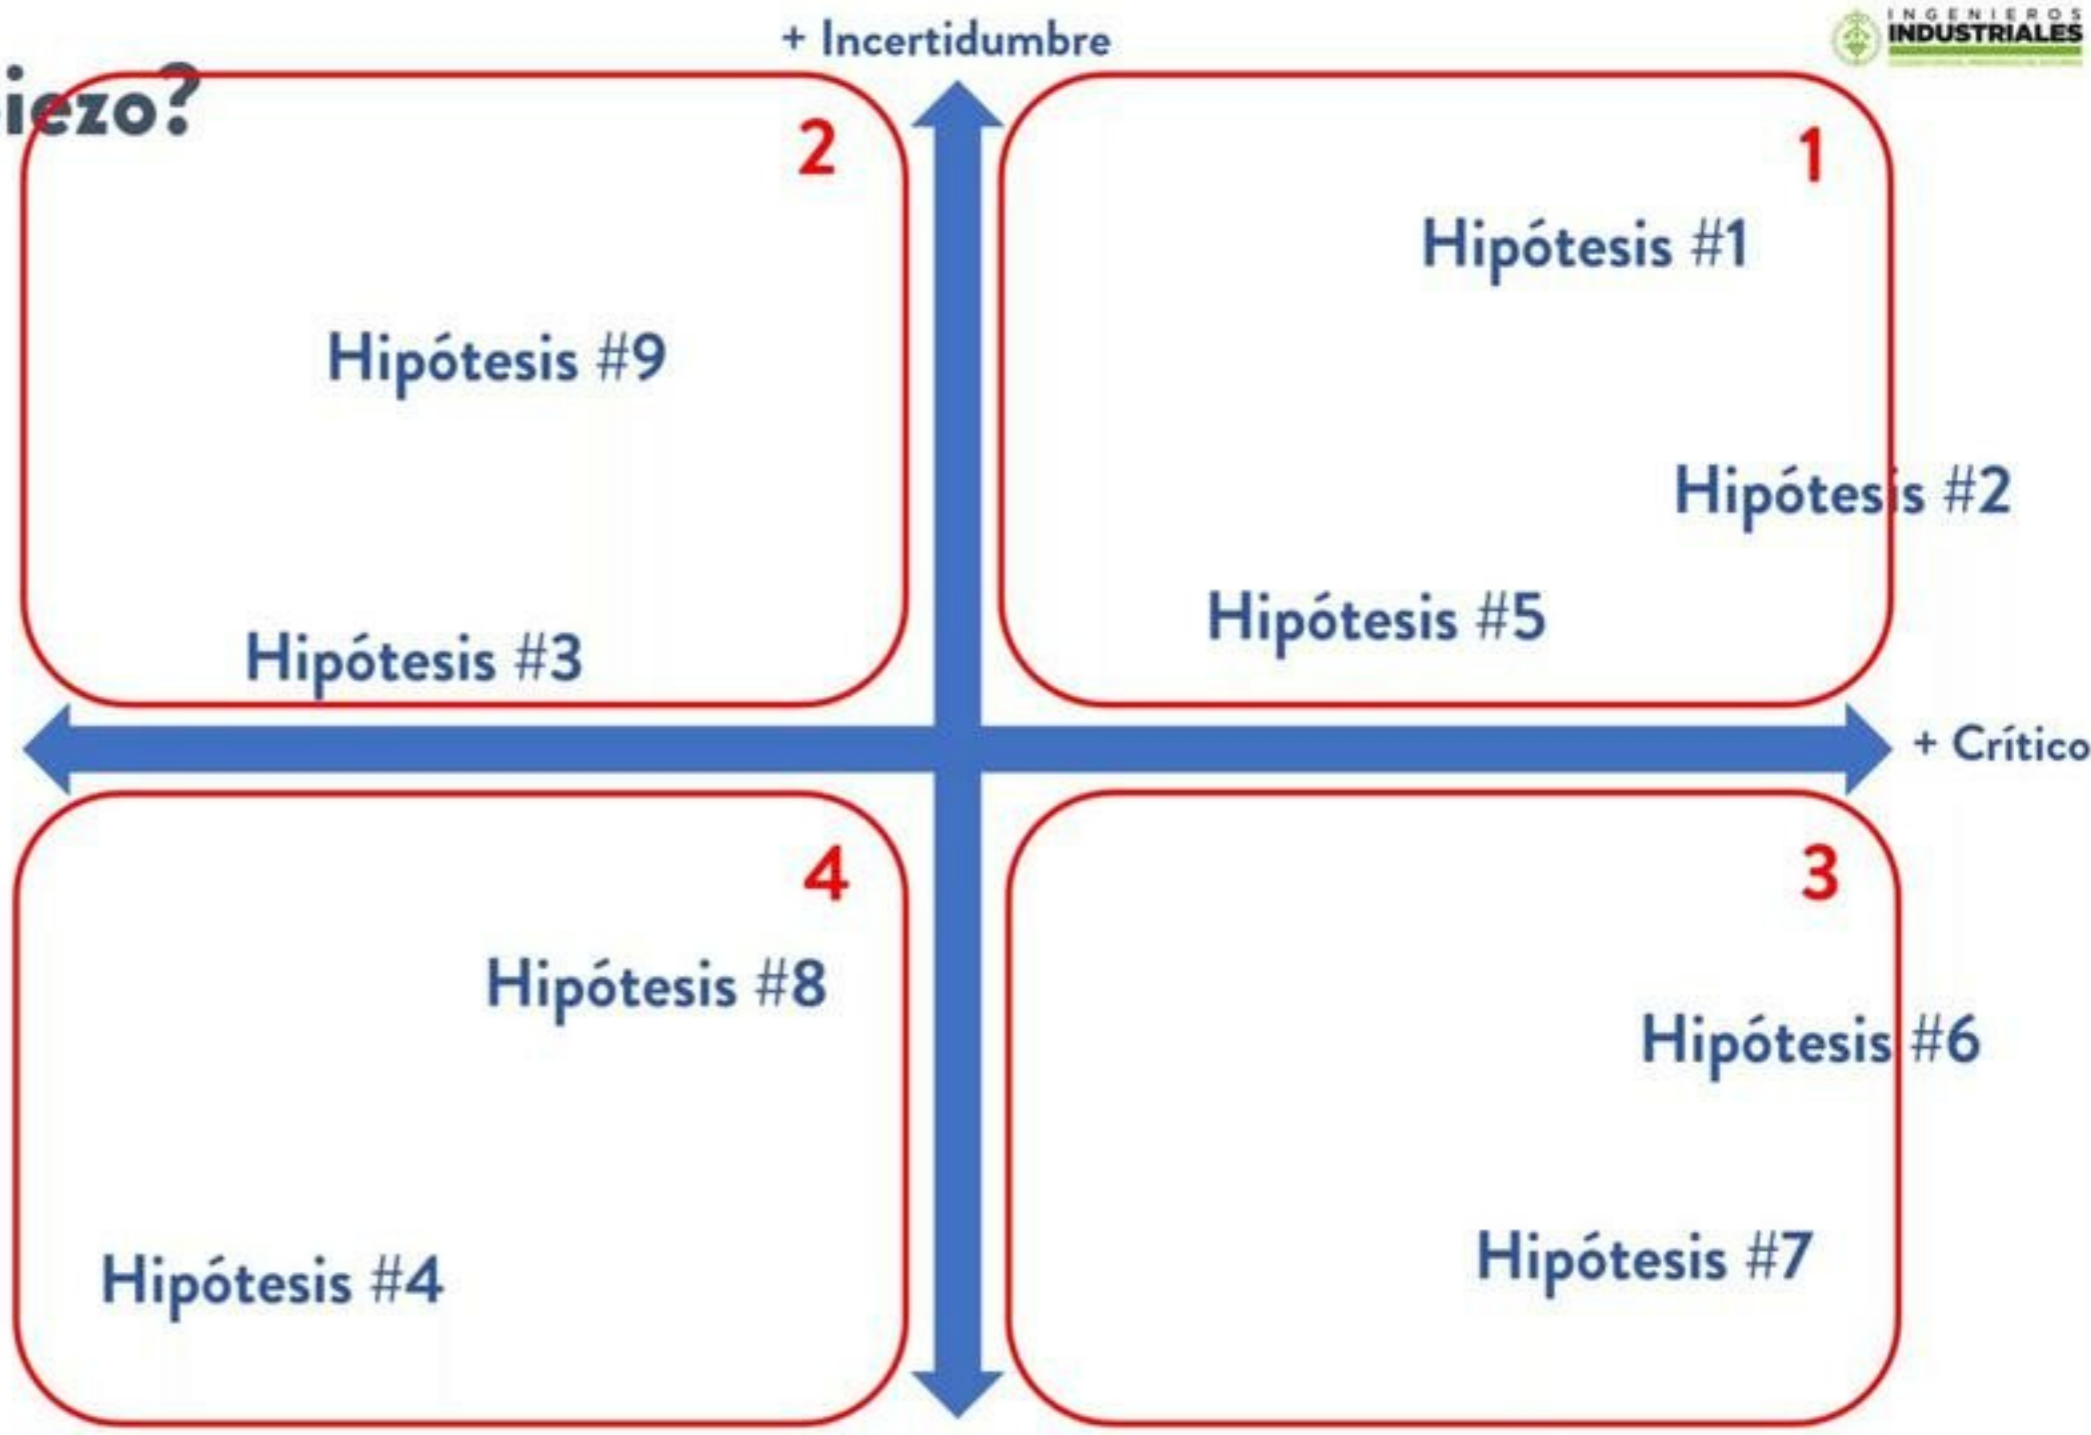 + Incertidumbre
INGENIEROS
INDUSTRIALES
iezo?
2
1
Hipótesis #1
Hipótesis #9
Hipótesis #2
Hipótesis #5
Hipótesis #3
+ Crítico
4
3
Hipótesis #8
Hipótesis #6
Hipótesis #7
Hipótesis #4